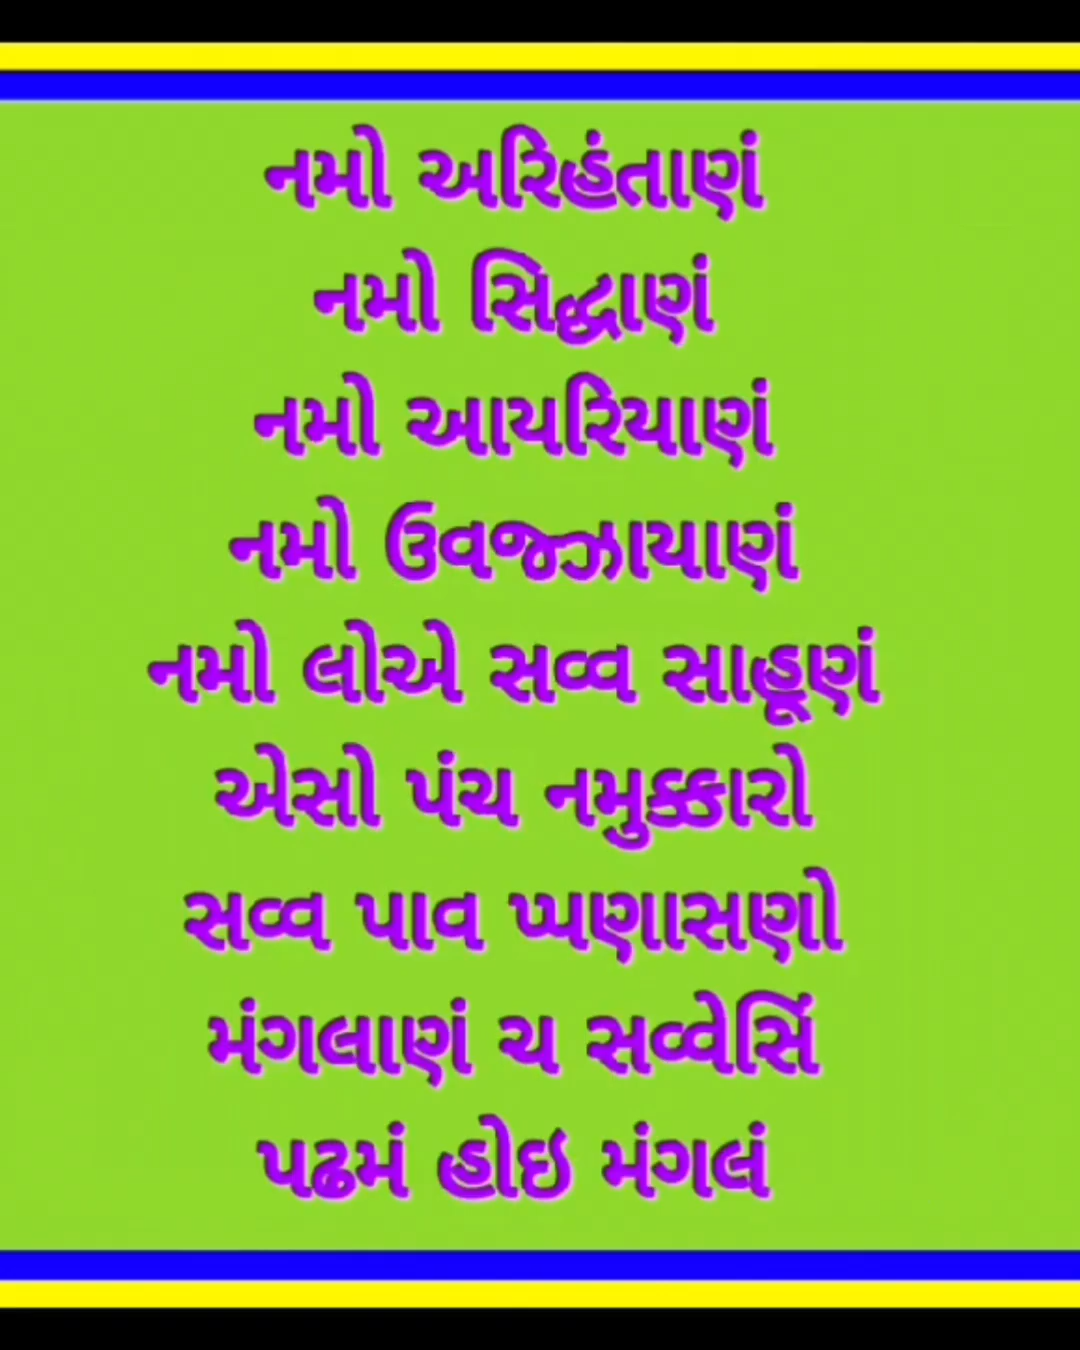 નમો અરિહંતાણં
નમો સિદ્ધાણં
નમો આયરિયાણં
નમો ઉવજ્ઝાયાણં
નમો લોએ સવ્વ સાહૂણં
એસો પંચ નમુક્કારો
સવ્વ પાવ પ્પણાસણો
મંગલાણં ચ સવ્વેસિં
પઢમં હોઇ મંગલં